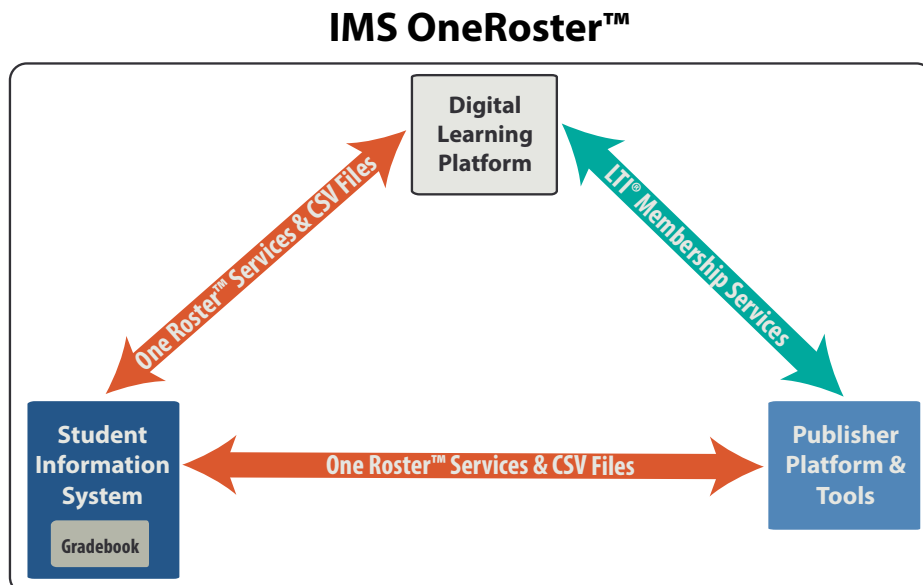 IMS OneRoster™
Digital
Learning
Platform
One Roster™ Services & CSV Files
LTI® Membership Services
Student
Information
System
Gradebook
One Roster™ Services & CSV Files
Publisher
Platform &
Tools